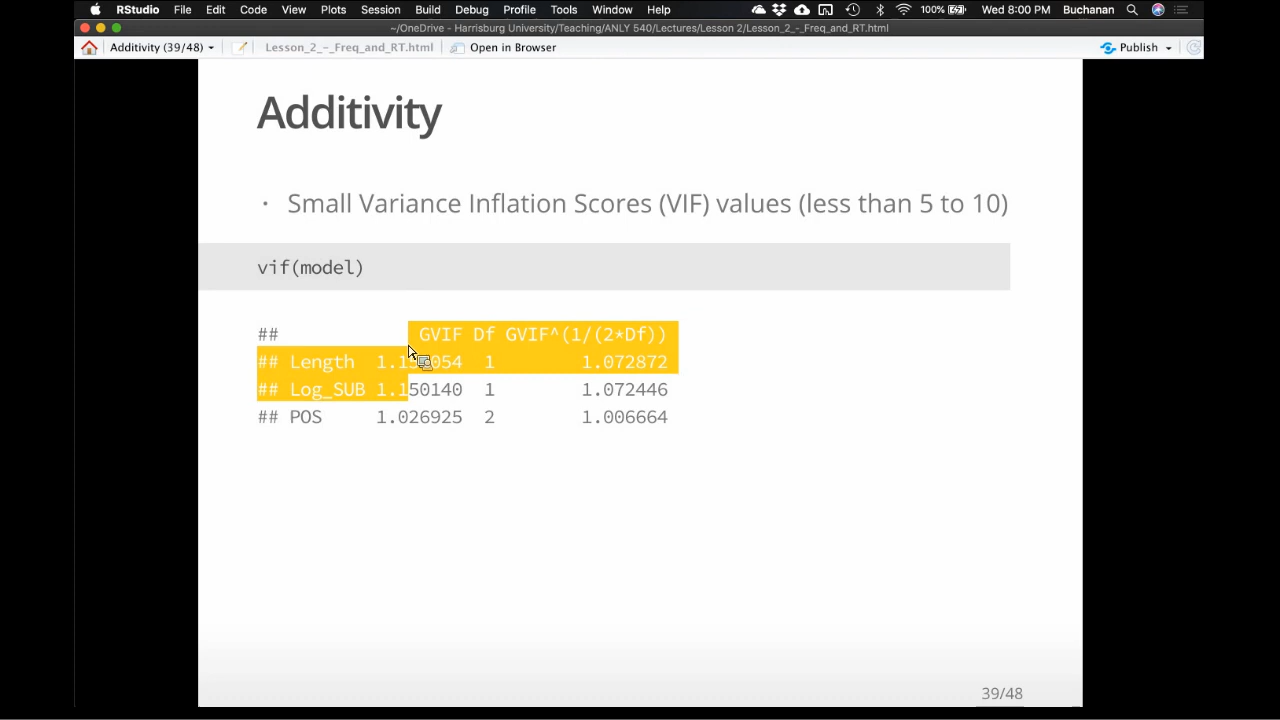 RStudio File Edit Code View Plots Session Build Debug Profile Tools Window Help 100% Wed 8:00 PM Buchanan
~/OneDrive - Harrisburg University/Teaching/ANLY 540/Lectures/Lesson 2/Lesson_2_-_Freq_and_RT.html
Additivity (39/48) Lesson_2_-_Freq_and_RT.html Open in Browser Publish
Additivity
• Small Variance Inflation Scores (VIF) values (less than 5 to 10)
vif(model)
## GVIF Df GVIF^(1/(2*Df))
## Length 1 1.072872
## Log_SUB 1.150140 1 1.072446
## POS 1.026925 2 1.006664
39/48